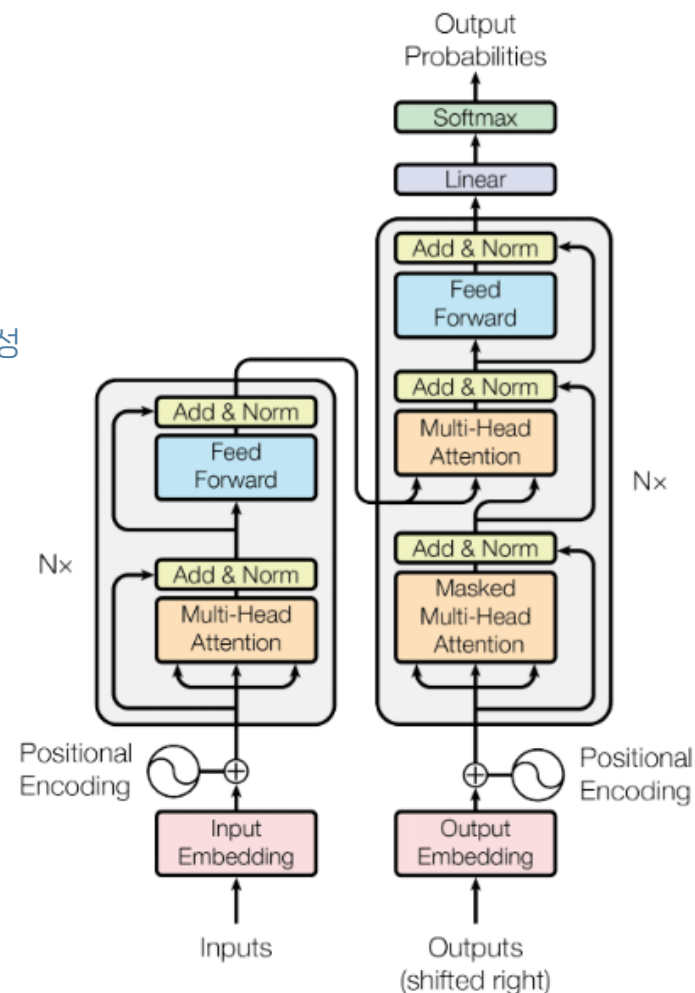 Output
Probabilities
Softmax
Linear
Add & Norm
Feed
Forward
Add & Norm
Multi-Head
Attention
Add & Norm
Masked
Multi-Head
Attention
Nx
Add & Norm
Feed
Forward
Add & Norm
Multi-Head
Attention
Nx
Positional
Encoding
Positional
Encoding
Input
Embedding
Output
Embedding
Inputs
Outputs
(shifted right)